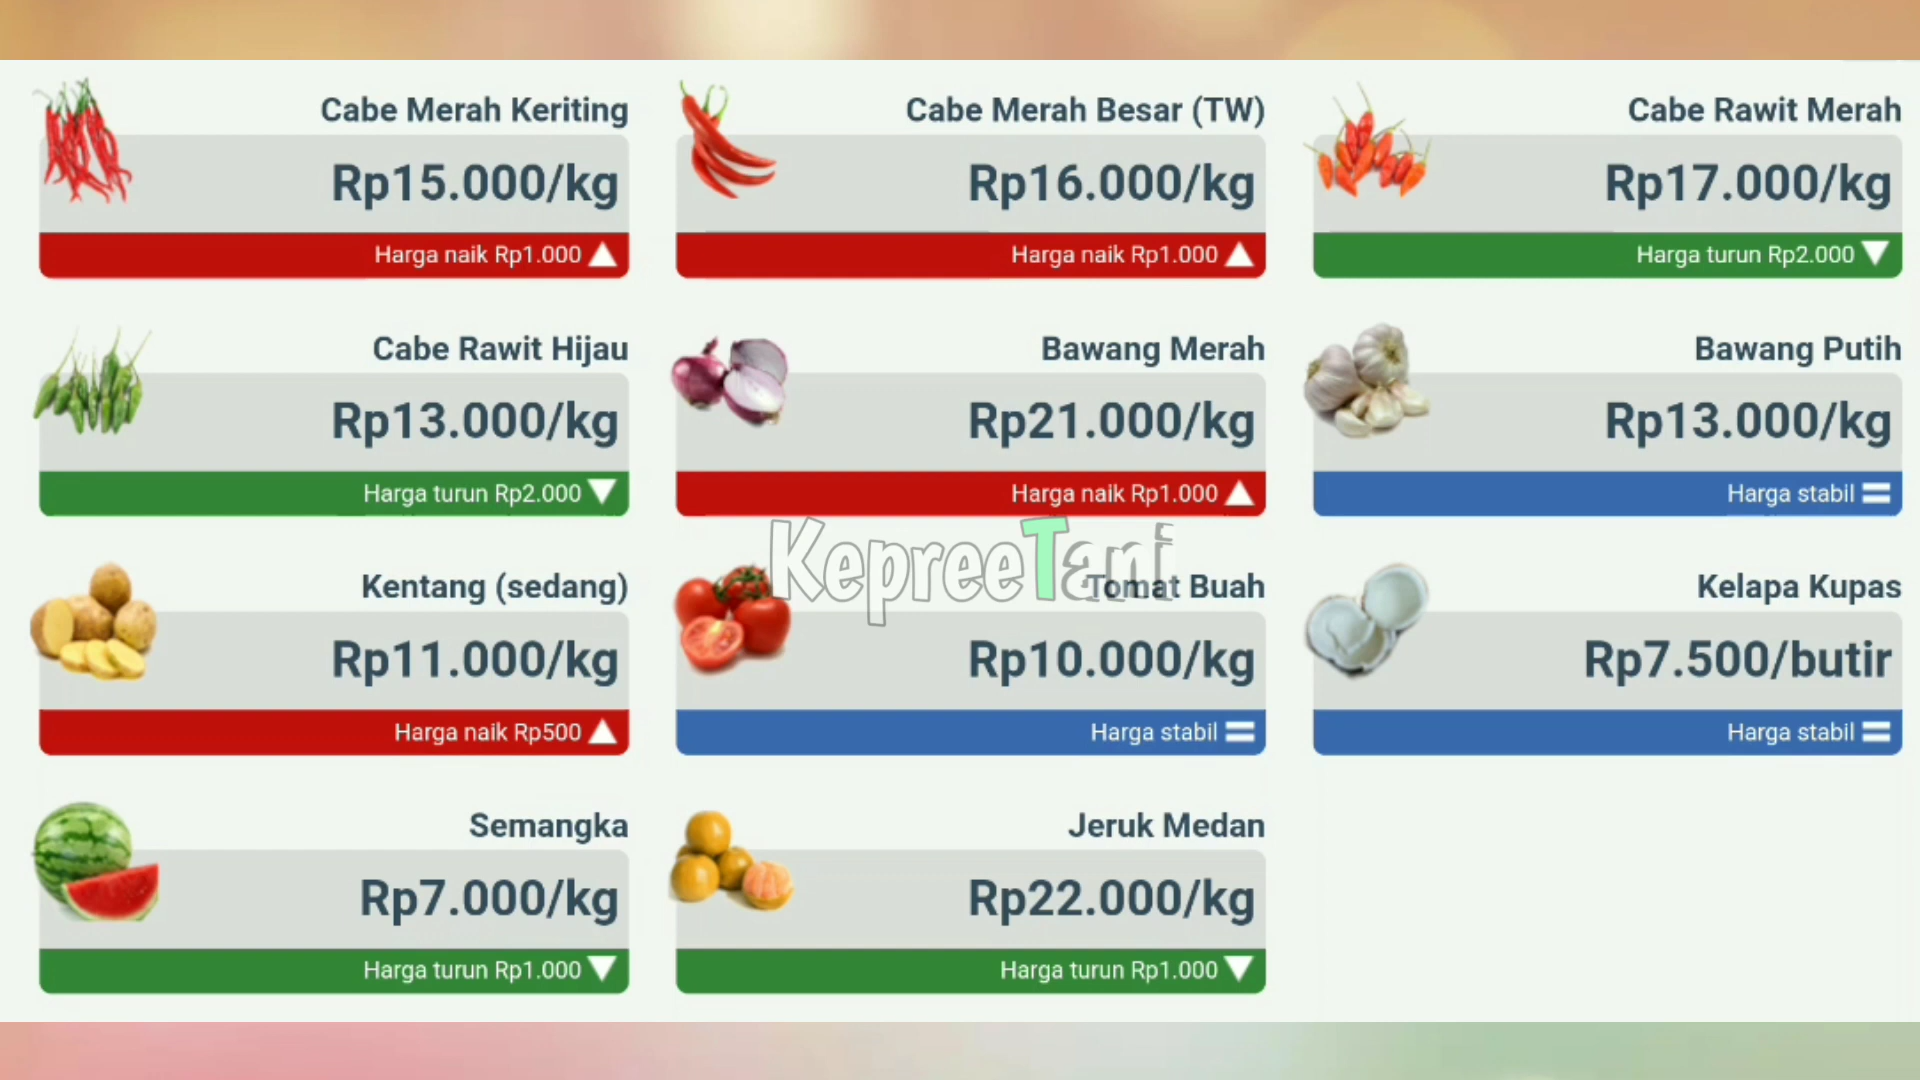 Cabe Merah Keriting
Rp15.000/kg
Harga naik Rp1.000
Cabe Merah Besar (TW)
Rp16.000/kg
Harga naik Rp1.000
Cabe Rawit Merah
Rp17.000/kg
Harga turun Rp2.000
Cabe Rawit Hijau
Rp13.000/kg
Harga turun Rp2.000
Bawang Merah
Rp21.000/kg
Harga naik Rp1.000
Bawang Putih
Rp13.000/kg
Harga stabil
KepreeTani
Kentang (sedang)
Rp11.000/kg
Harga naik Rp500
Tomat Buah
Rp10.000/kg
Harga stabil
Kelapa Kupas
Rp7.500/butir
Harga stabil
Semangka
Rp7.000/kg
Harga turun Rp1.000
Jeruk Medan
Rp22.000/kg
Harga turun Rp1.000